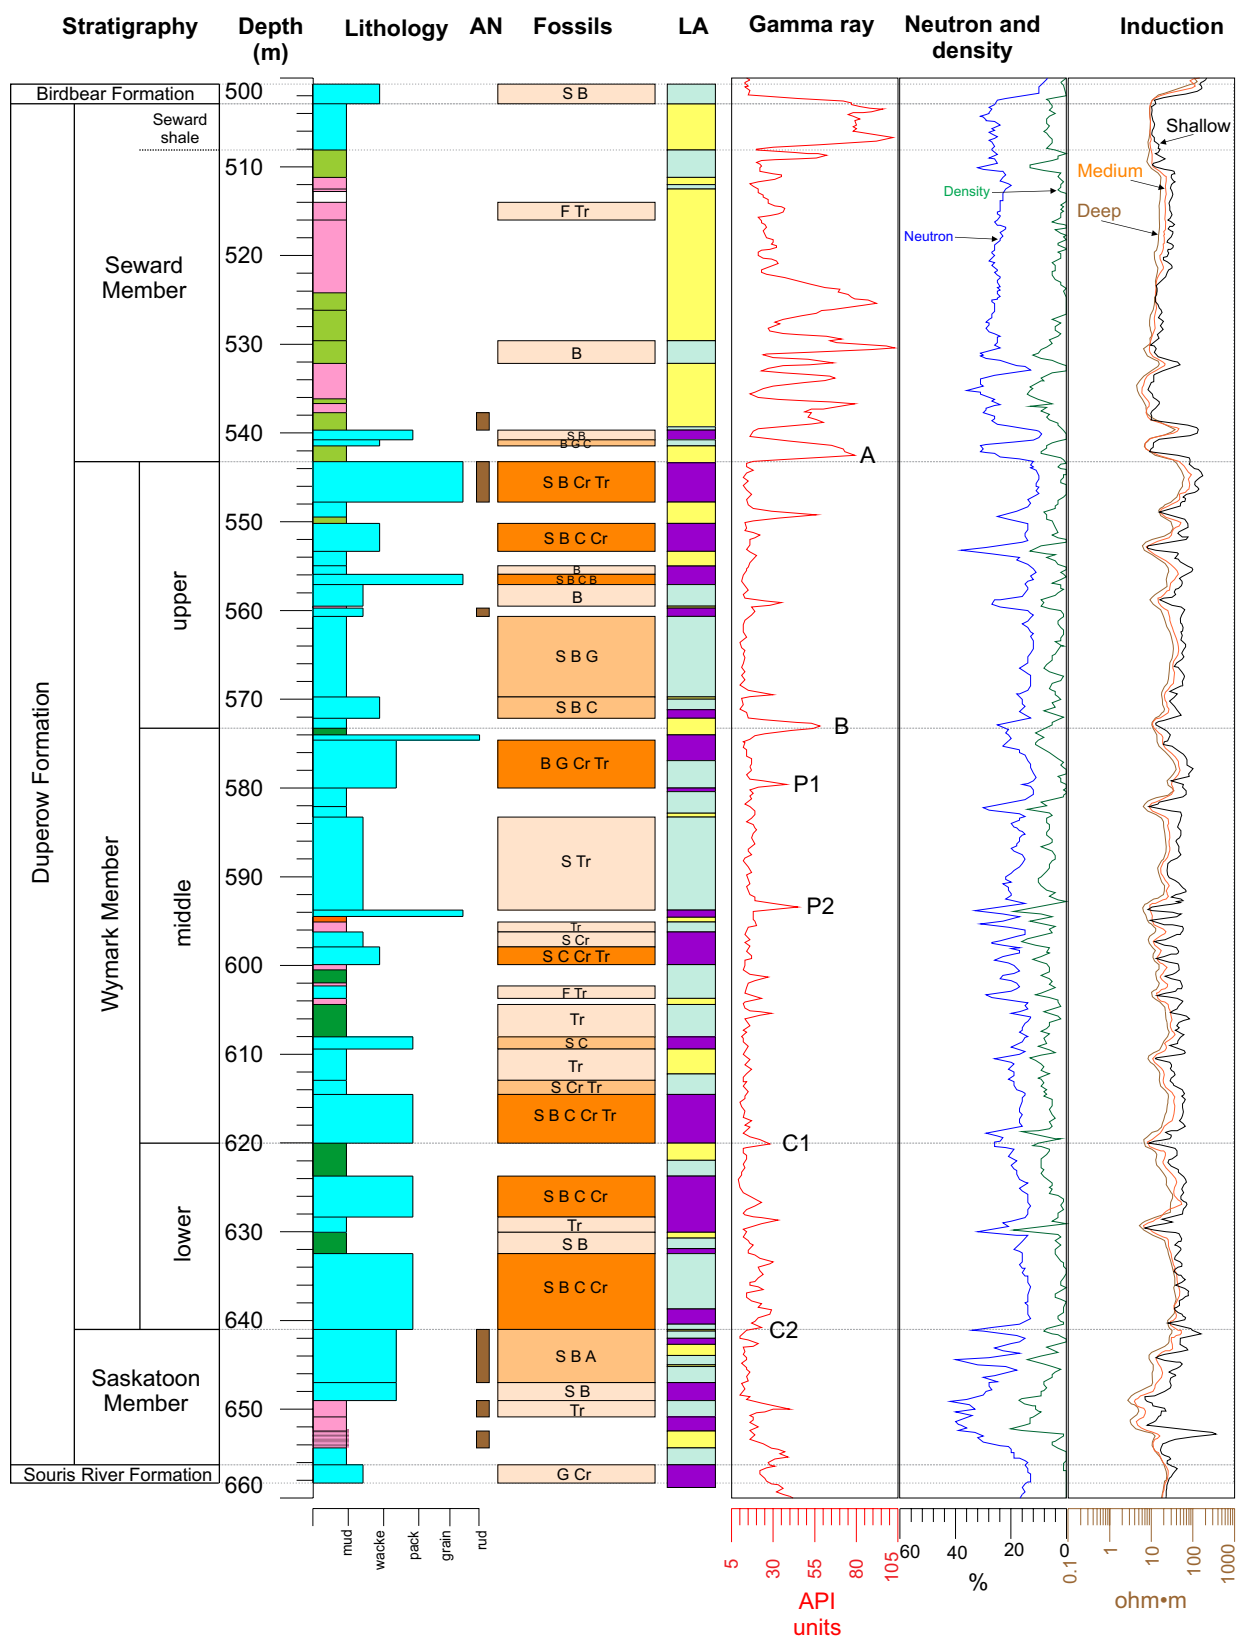 Stratigraphy
Depth
(m)
Lithology
AN
Fossils
LA
Gamma ray
Neutron and
density
Induction
Birdbear Formation
500
S B
Seward
shale
Shallow
510
Medium
Density
Deep
F Tr
Neutron
520
Seward
Member
530
B
540
S B
B G C
A
S B Cr Tr
550
S B C Cr
B
S B C B
B
560
upper
S B G
570
S B C
B
Duperow Formation
B G Cr Tr
P1
580
S Tr
590
Wymark Member
middle
P2
Tr
S Cr
S C Cr Tr
600
F Tr
Tr
S C
610
Tr
S Cr Tr
S B C Cr Tr
620
C1
S B C Cr
Tr
630
lower
S B
S B C Cr
640
C2
S B A
Saskatoon
Member
S B
Tr
650
Souris River Formation
G Cr
660
mud
wacke
pack
grain
rud
5
30
55
80
105
API
units
60
40
20
0
%
0.1
1
10
100
1000
ohm•m